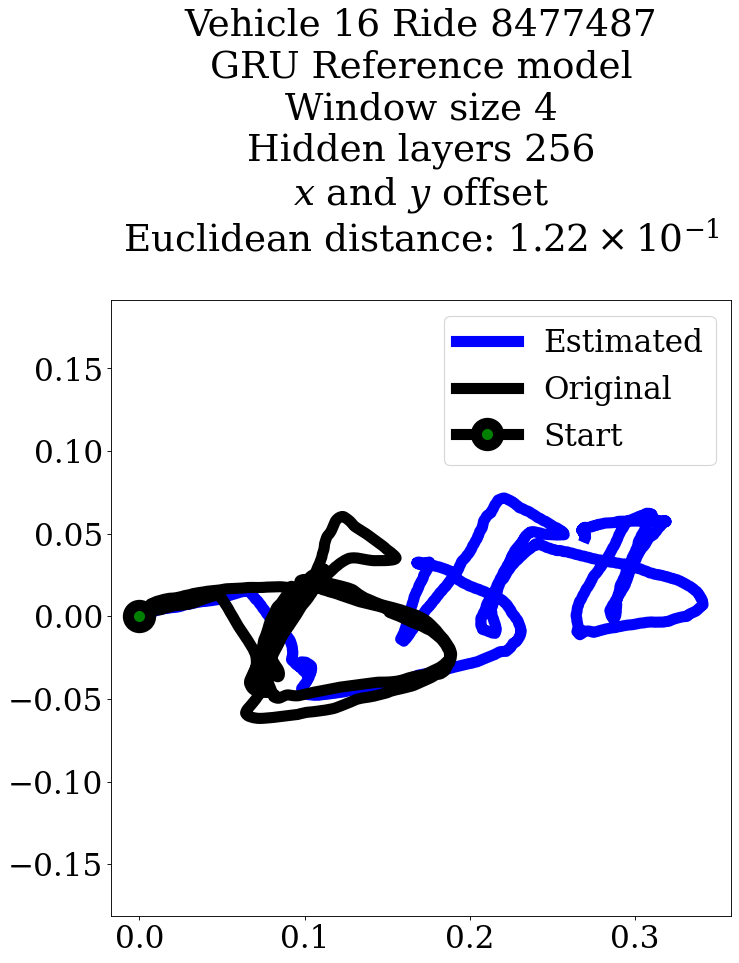 Vehicle 16 Ride 8477487
GRU Reference model
Window size 4
Hidden layers 256
x and y offset
Euclidean distance: 1.22 × 10⁻¹
Estimated
Original
Start
0.15
0.10
0.05
0.00
−0.05
−0.10
−0.15
0.0 0.1 0.2 0.3